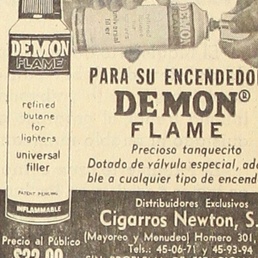 DEMON
FLAME
refined
butane
for
lighters
universal
filler
PATENT PENDING
INFLAMMABLE
PARA SU ENCENDEDO
DEMON®
FLAME
Precioso tanquecito
Dotado de válvula especial, ada
ble a cualquier tipo de encend
Distribuidores Exclusivos
Cigarros Newton, S.
(Mayoreo y Menudeo) Homero 301,
Tels.: 45-06-71 y 45-93-94
Precio al Público